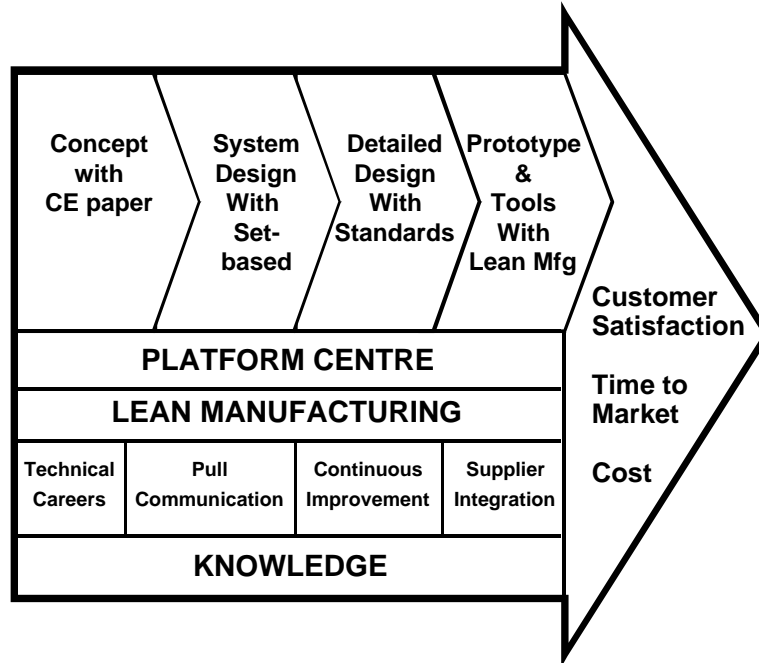 Concept
with
CE paper
System
Design
With
Set-
based
Detailed
Design
With
Standards
Prototype
&
Tools
With
Lean Mfg
PLATFORM CENTRE
LEAN MANUFACTURING
Technical
Careers
Pull
Communication
Continuous
Improvement
Supplier
Integration
KNOWLEDGE
Customer
Satisfaction
Time to
Market
Cost